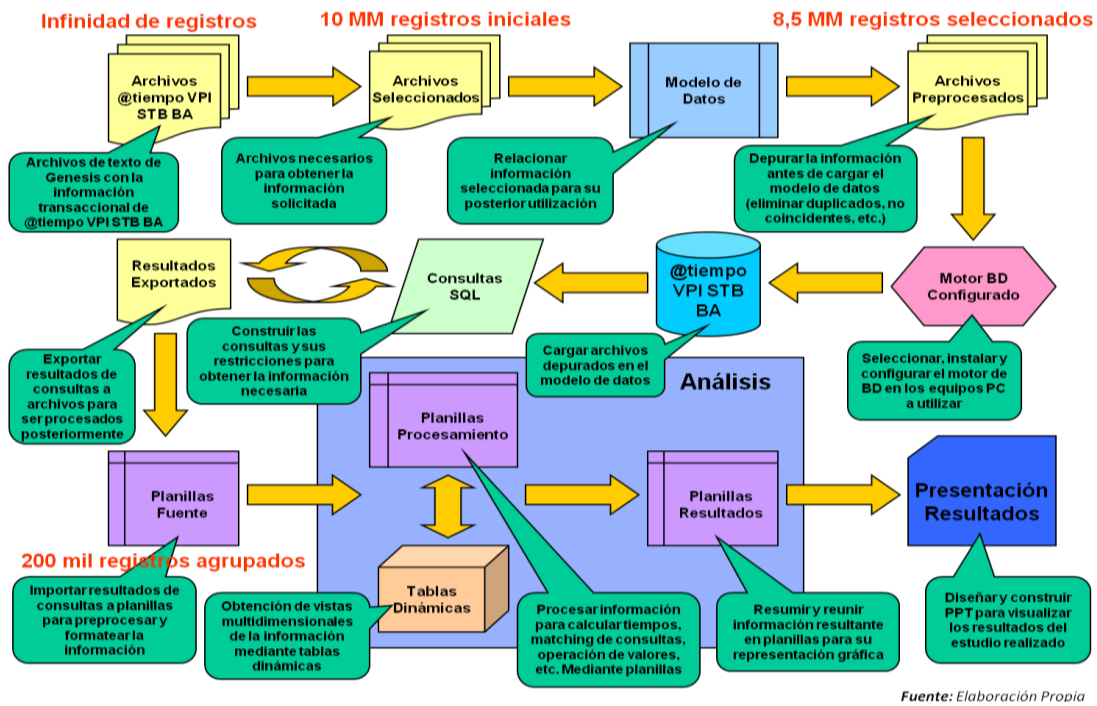 Infinidad de registros
10 MM registros iniciales
8,5 MM registros seleccionados
Archivos
@tiempo VPI
STB BA
Archivos
Seleccionados
Modelo de
Datos
Archivos
Preprocesados
Archivos de texto de
Genesis con la
información
transaccional de
@tiempo VPI STB BA
Archivos necesarios
para obtener la
información
solicitada
Relacionar
información
seleccionada para su
posterior utilización
Depurar la información
antes de cargar el
modelo de datos
(eliminar duplicados, no
coincidentes, etc.)
Resultados
Exportados
Consultas
SQL
@tiempo
VPI STB
BA
Motor BD
Configurado
Exportar
resultados de
consultas a
archivos para
ser procesados
posteriormente
Construir las
consultas y sus
restricciones para
obtener la información
necesaria
Cargar archivos
depurados en el
modelo de datos
Seleccionar, instalar y
configurar el motor de
BD en los equipos PC
a utilizar
Análisis
Planillas
Procesamiento
Planillas
Fuente
Planillas
Resultados
Presentación
Resultados
200 mil registros agrupados
Tablas
Dinámicas
Importar resultados de
consultas a planillas
para preprocesar y
formatear la
información
Obtención de vistas
multidimensionales
de la información
mediante tablas
dinámicas
Procesar información
para calcular tiempos,
matching de consultas,
operación de valores,
etc. Mediante planillas
Resumir y reunir
información resultante
en planillas para su
representación gráfica
Diseñar y construir
PPT para visualizar
los resultados del
estudio realizado
Fuente: Elaboración Propia